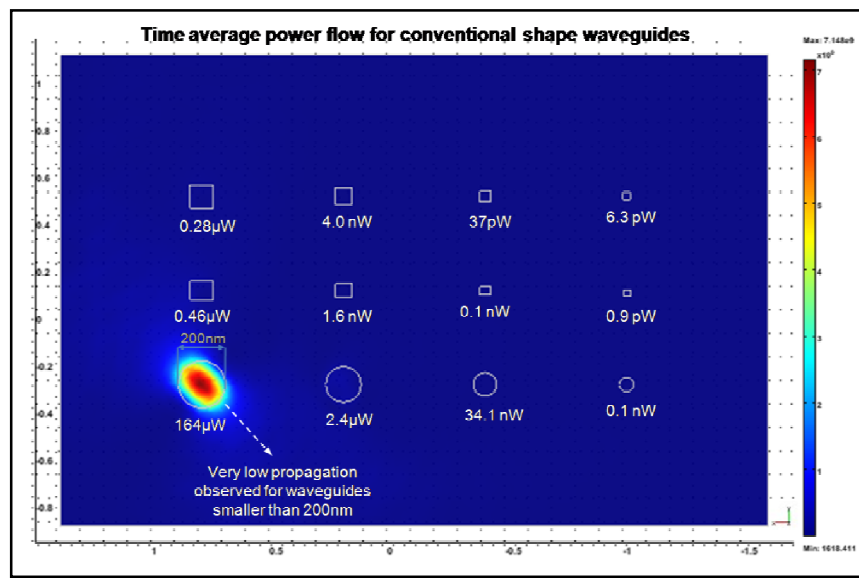 Time average power flow for conventional shape waveguides
Max: 7.148e9
x10⁹
1
0.8
0.6
0.4
0.2
0
-0.2
-0.4
-0.6
-0.8
0.28µW
4.0 nW
37pW
6.3 pW
0.46µW
1.6 nW
0.1 nW
0.9 pW
200nm
164µW
2.4µW
34.1 nW
0.1 nW
Very low propagation
observed for waveguides
smaller than 200nm
7
6
5
4
3
2
1
1
0.5
0
-0.5
-1
-1.5
Min: 1618.411